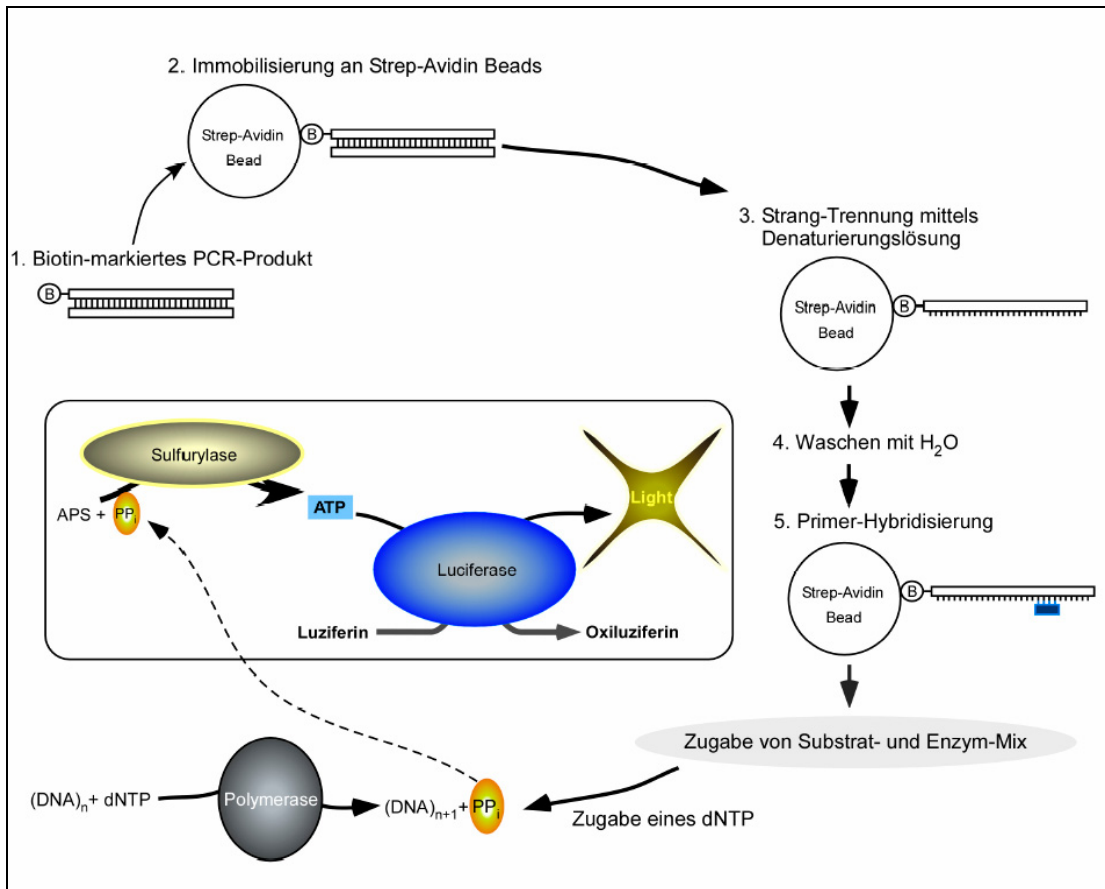 2. Immobilisierung an Strep-Avidin Beads
Strep-Avidin
Bead
B
1. Biotin-markiertes PCR-Produkt
B
3. Strang-Trennung mittels
Denaturierungslösung
Strep-Avidin
Bead
B
4. Waschen mit H₂O
5. Primer-Hybridisierung
Strep-Avidin
Bead
B
Zugabe von Substrat- und Enzym-Mix
Zugabe eines dNTP
(DNA)ₙ+ dNTP
Polymerase
(DNA)ₙ₊₁+ PPᵢ
Sulfurylase
APS + PPᵢ
ATP
Luciferase
Light
Luziferin
Oxiluziferin